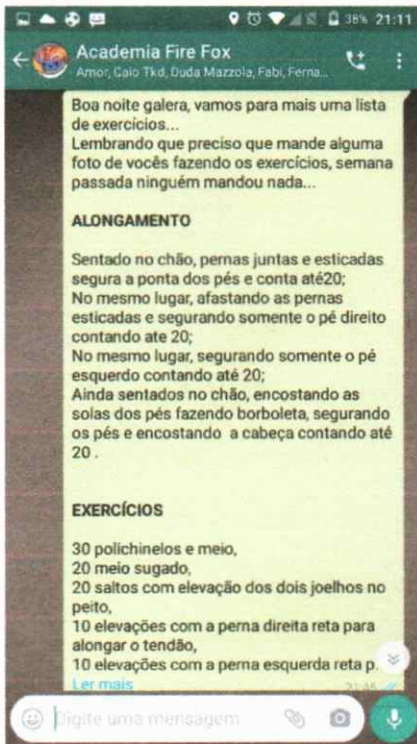 38% 21:11
Academia Fire Fox
Amor, Caio Tkd, Duda Mazzola, Fabi, Ferna...
Boa noite galera, vamos para mais uma lista
de exercícios...
Lembrando que preciso que mande alguma
foto de vocês fazendo os exercícios, semana
passada ninguém mandou nada...
ALONGAMENTO
Sentado no chão, pernas juntas e esticadas
segura a ponta dos pés e conta até20;
No mesmo lugar, afastando as pernas
esticadas e segurando somente o pé direito
contando ate 20;
No mesmo lugar, segurando somente o pé
esquerdo contando até 20;
Ainda sentados no chão, encostando as
solas dos pés fazendo borboleta, segurando
os pés e encostando a cabeça contando até
20 .
EXERCÍCIOS
30 polichinelos e meio,
20 meio sugado,
20 saltos com elevação dos dois joelhos no
peito,
10 elevações com a perna direita reta para
alongar o tendão,
10 elevações com a perna esquerda reta p.
Ler mais
Digite uma mensagem